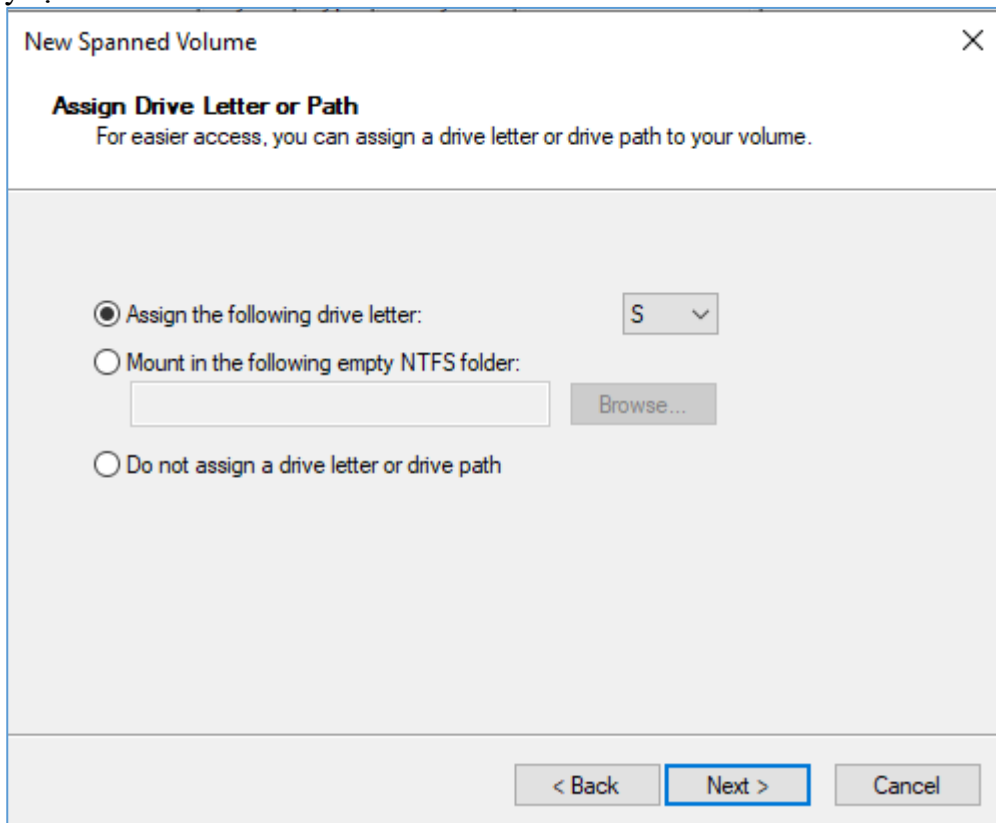 New Spanned Volume
Assign Drive Letter or Path
For easier access, you can assign a drive letter or drive path to your volume.
Assign the following drive letter: S
Mount in the following empty NTFS folder:
Browse...
Do not assign a drive letter or drive path
< Back Next > Cancel